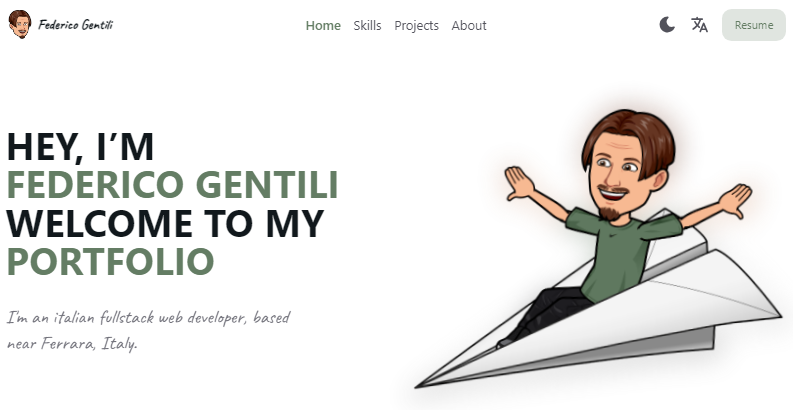 Federico Gentili
Home Skills Projects About
Resume
HEY, I’M
FEDERICO GENTILI
WELCOME TO MY
PORTFOLIO
I'm an italian fullstack web developer, based
near Ferrara, Italy.